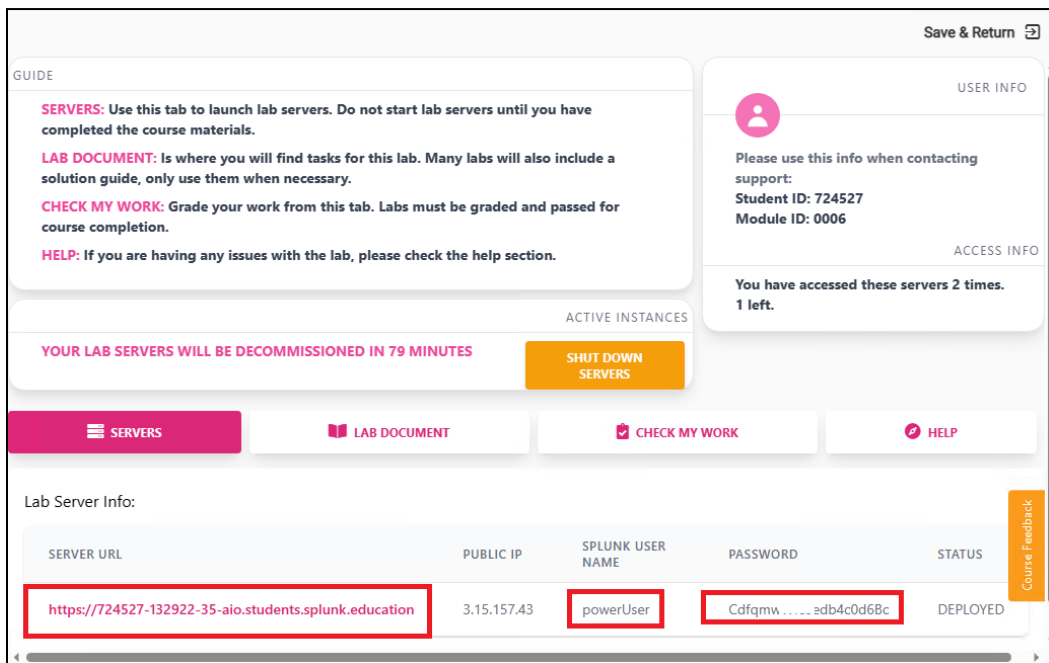 Save & Return
GUIDE
SERVERS: Use this tab to launch lab servers. Do not start lab servers until you have
completed the course materials.
LAB DOCUMENT: Is where you will find tasks for this lab. Many labs will also include a
solution guide, only use them when necessary.
CHECK MY WORK: Grade your work from this tab. Labs must be graded and passed for
course completion.
HELP: If you are having any issues with the lab, please check the help section.
USER INFO
Please use this info when contacting
support:
Student ID: 724527
Module ID: 0006
ACCESS INFO
You have accessed these servers 2 times.
1 left.
ACTIVE INSTANCES
YOUR LAB SERVERS WILL BE DECOMMISSIONED IN 79 MINUTES
SHUT DOWN
SERVERS
SERVERS
LAB DOCUMENT
CHECK MY WORK
HELP
Course Feedback
Lab Server Info:
SERVER URL
PUBLIC IP
SPLUNK USER
NAME
PASSWORD
STATUS
https://724527-132922-35-aio.students.splunk.education
3.15.157.43
powerUser
DEPLOYED